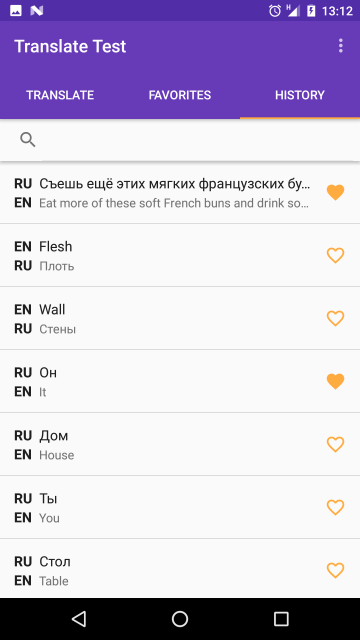 13:12
Translate Test
TRANSLATE FAVORITES HISTORY
RU Съешь ещё этих мягких французских бу...
EN Eat more of these soft French buns and drink so...
EN Flesh
RU Плоть
EN Wall
RU Стены
RU Он
EN It
RU Дом
EN House
RU Ты
EN You
RU Стол
EN Table